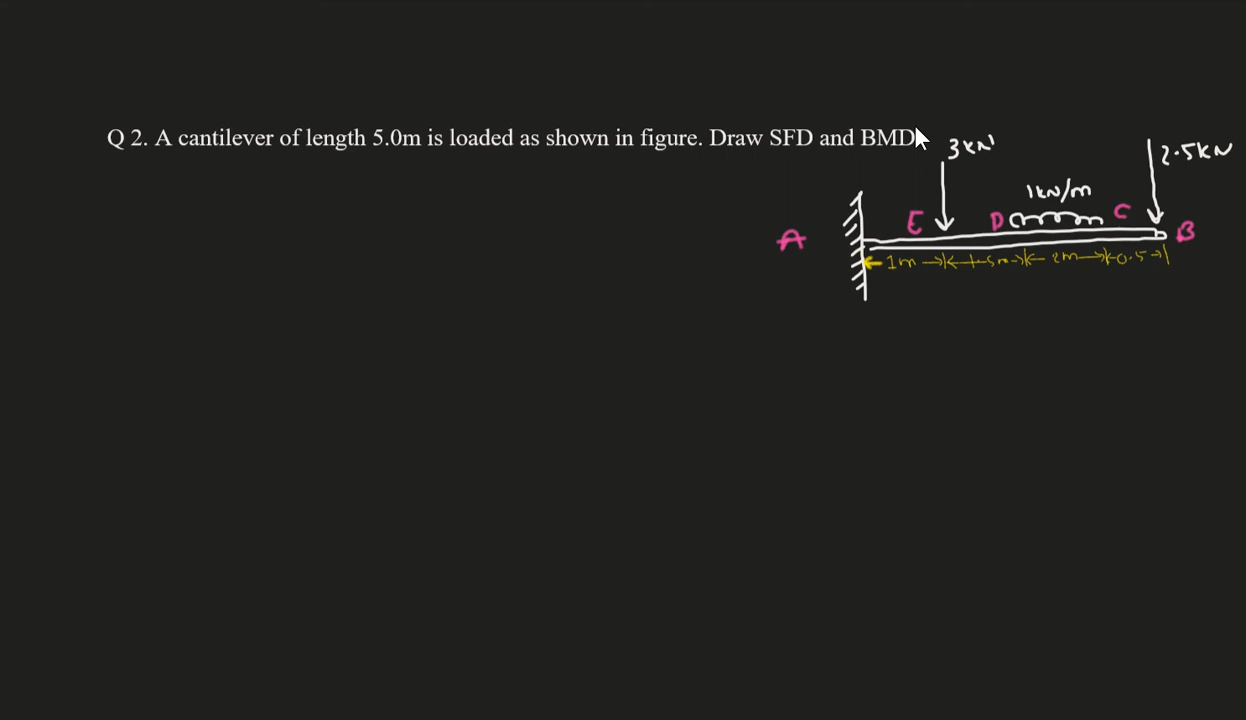 Q 2. A cantilever of length 5.0m is loaded as shown in figure. Draw SFD and BMD
3kN
2.5kN
1kN/m
A
E
D
C
B
1m
2m
0.5